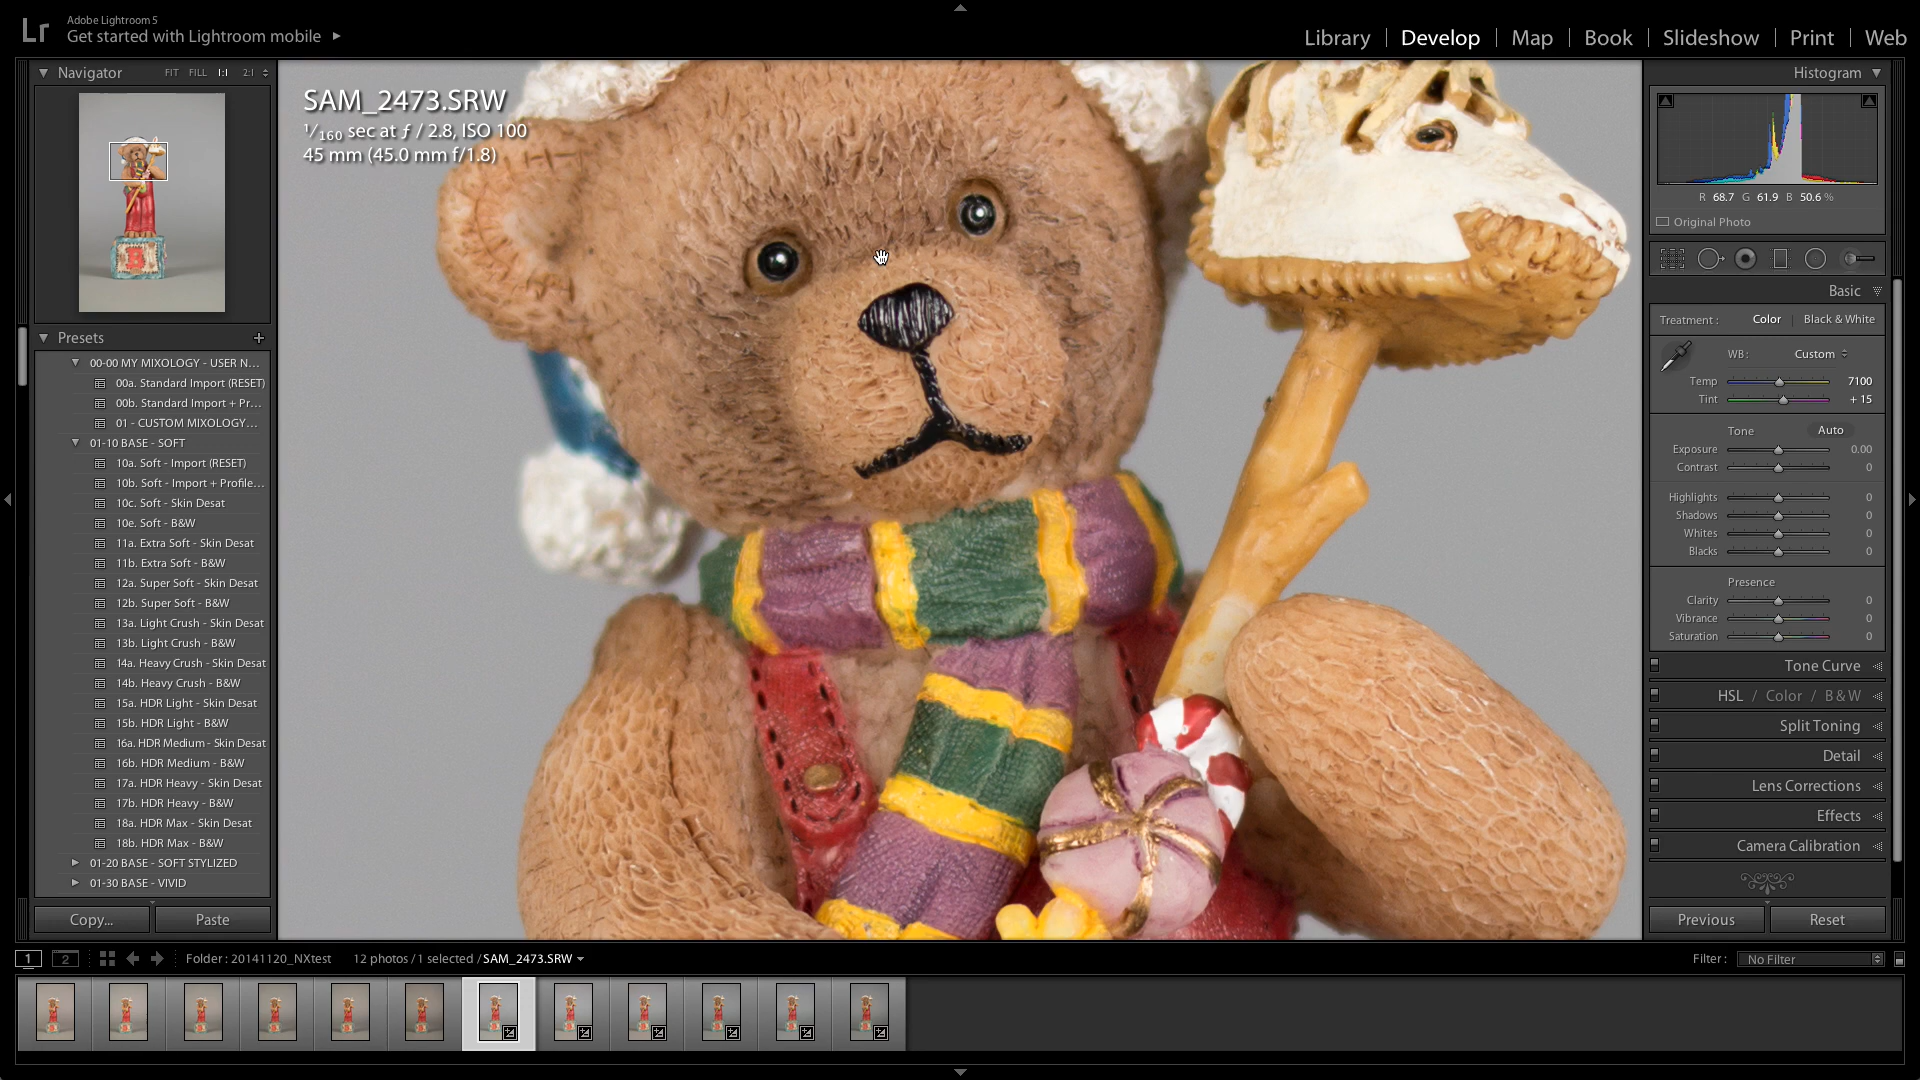 Lr
Adobe Lightroom 5
Get started with Lightroom mobile
Library | Develop | Map | Book | Slideshow | Print | Web
Navigator FIT FILL 1:1 2:1
SAM_2473.SRW
1/160 sec at ƒ / 2.8, ISO 100
45 mm (45.0 mm f/1.8)
Presets +
00-00 MY MIXOLOGY - USER N...
00a. Standard Import (RESET)
00b. Standard Import + Pr...
01 - CUSTOM MIXOLOGY...
01-10 BASE - SOFT
10a. Soft - Import (RESET)
10b. Soft - Import + Profile...
10c. Soft - Skin Desat
10e. Soft - B&W
11a. Extra Soft - Skin Desat
11b. Extra Soft - B&W
12a. Super Soft - Skin Desat
12b. Super Soft - B&W
13a. Light Crush - Skin Desat
13b. Light Crush - B&W
14a. Heavy Crush - Skin Desat
14b. Heavy Crush - B&W
15a. HDR Light - Skin Desat
15b. HDR Light - B&W
16a. HDR Medium - Skin Desat
16b. HDR Medium - B&W
17a. HDR Heavy - Skin Desat
17b. HDR Heavy - B&W
18a. HDR Max - Skin Desat
18b. HDR Max - B&W
01-20 BASE - SOFT STYLIZED
01-30 BASE - VIVID
Copy... Paste
Histogram
R 68.7 G 61.9 B 50.6 %
Original Photo
Basic
Treatment : Color | Black & White
WB : Custom
Temp 7100
Tint + 15
Tone Auto
Exposure 0.00
Contrast 0
Highlights 0
Shadows 0
Whites 0
Blacks 0
Presence
Clarity 0
Vibrance 0
Saturation 0
Tone Curve
HSL / Color / B & W
Split Toning
Detail
Lens Corrections
Effects
Camera Calibration
Previous Reset
1 2 Folder : 20141120_NXtest 12 photos / 1 selected / SAM_2473.SRW Filter : No Filter